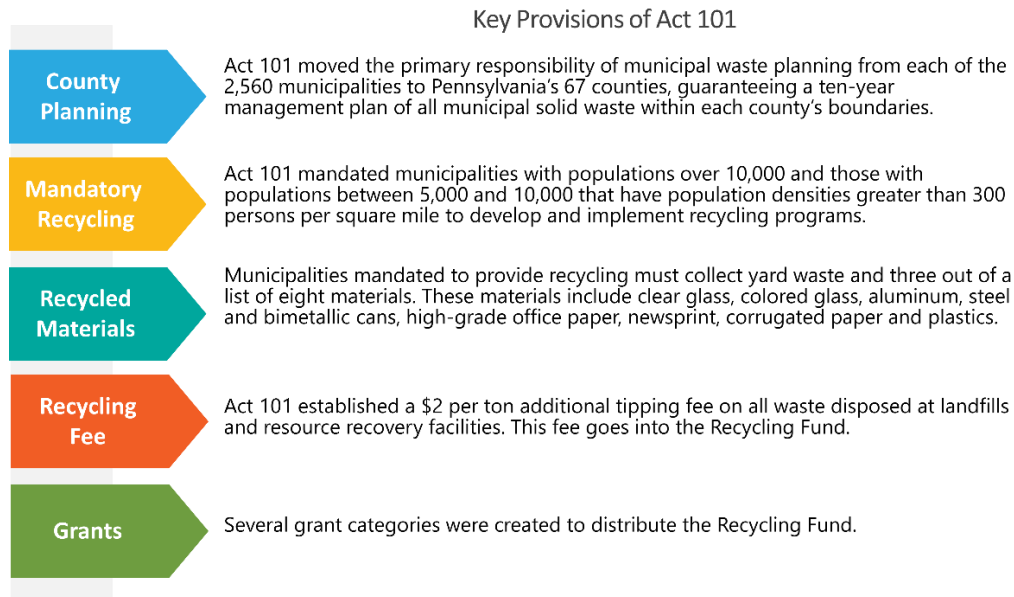 Key Provisions of Act 101
County
Planning
Act 101 moved the primary responsibility of municipal waste planning from each of the
2,560 municipalities to Pennsylvania’s 67 counties, guaranteeing a ten-year
management plan of all municipal solid waste within each county’s boundaries.
Mandatory
Recycling
Act 101 mandated municipalities with populations over 10,000 and those with
populations between 5,000 and 10,000 that have population densities greater than 300
persons per square mile to develop and implement recycling programs.
Recycled
Materials
Municipalities mandated to provide recycling must collect yard waste and three out of a
list of eight materials. These materials include clear glass, colored glass, aluminum, steel
and bimetallic cans, high-grade office paper, newsprint, corrugated paper and plastics.
Recycling
Fee
Act 101 established a $2 per ton additional tipping fee on all waste disposed at landfills
and resource recovery facilities. This fee goes into the Recycling Fund.
Grants
Several grant categories were created to distribute the Recycling Fund.